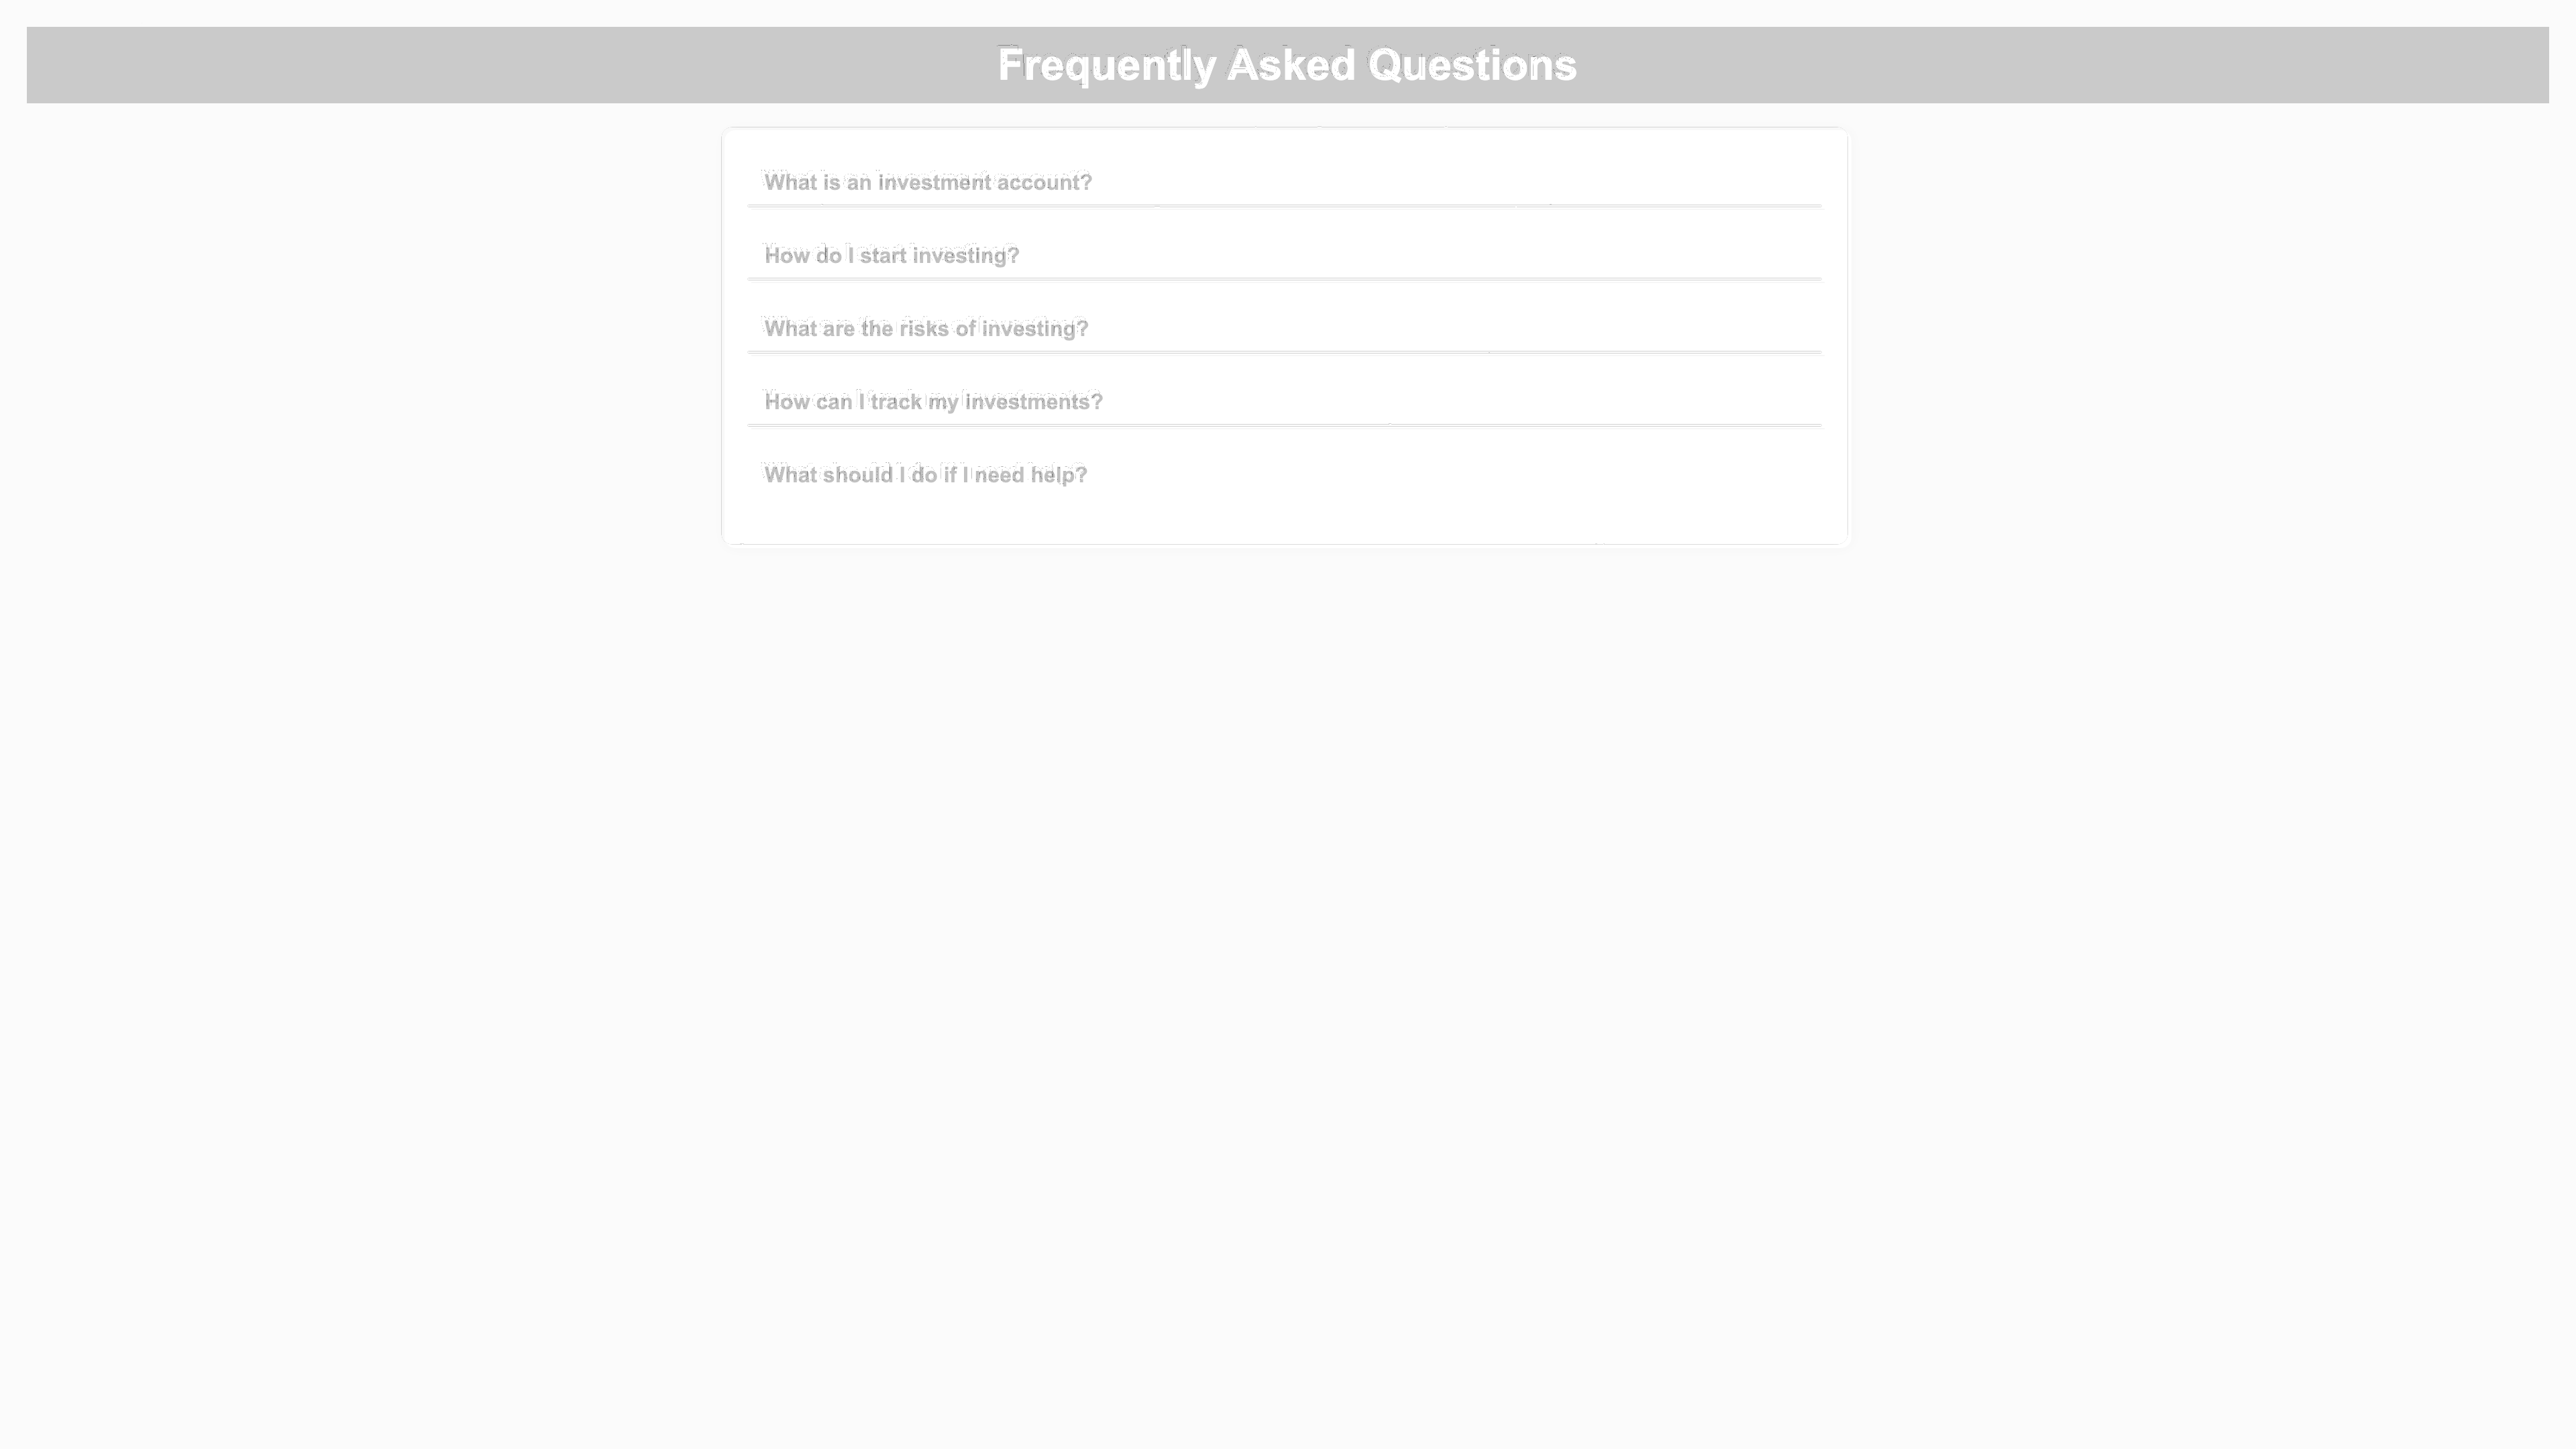 Frequently Asked Questions
What is an investment account?
How do I start investing?
What are the risks of investing?
How can I track my investments?
What should I do if I need help?